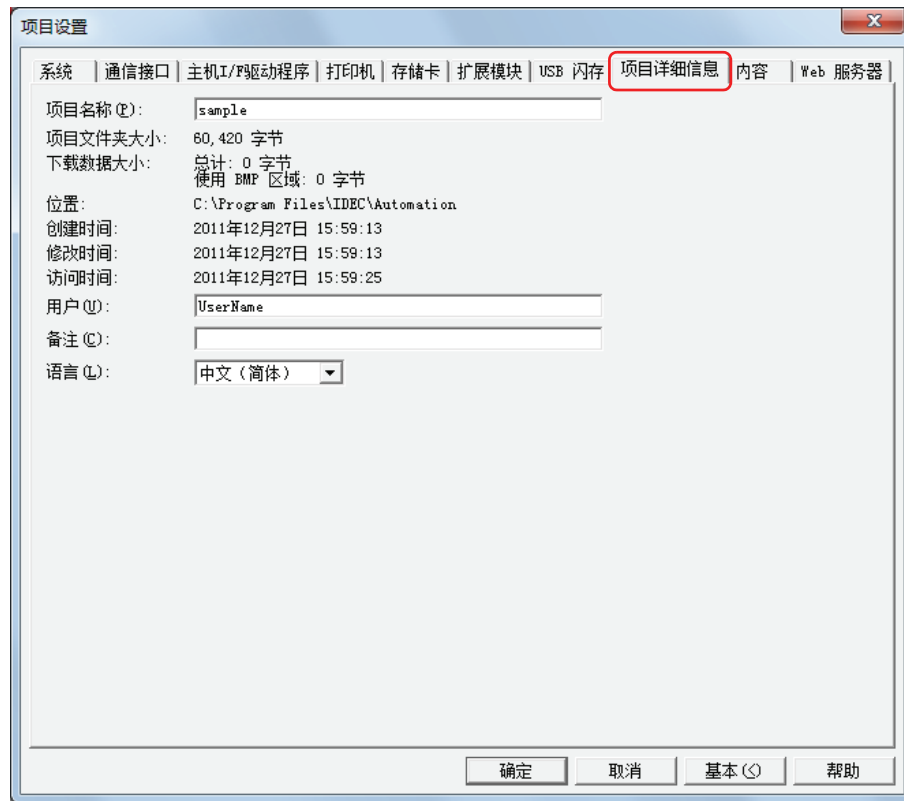 项目设置
系统 通信接口 主机I/F驱动程序 打印机 存储卡 扩展模块 USB 闪存 项目详细信息 内容 Web 服务器
项目名称(P): sample
项目文件夹大小: 60,420 字节
下载数据大小: 总计: 0 字节
使用 BMP 区域: 0 字节
位置: C:\Program Files\IDEC\Automation
创建时间: 2011年12月27日 15:59:13
修改时间: 2011年12月27日 15:59:13
访问时间: 2011年12月27日 15:59:25
用户(U): UserName
备注(C):
语言(L): 中文（简体）
确定 取消 基本(<) 帮助